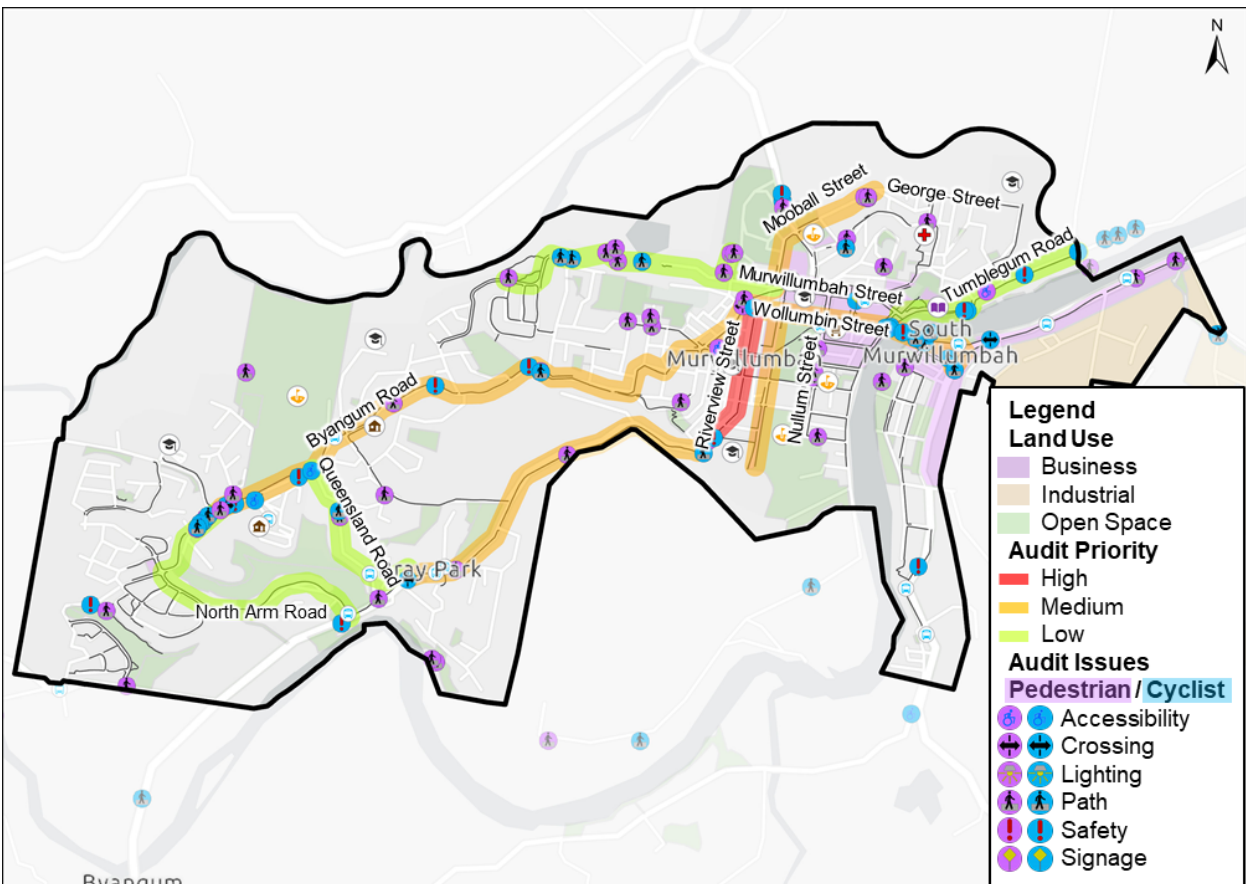 N
Mooball Street
George Street
Tumblegum Road
Murwillumbah Street
Wollumbin Street
South
Murwillumbah
Riverview Street
Nullum Street
Byangum Road
Queensland Road
Park
North Arm Road
Byangum
Legend
Land Use
Business
Industrial
Open Space
Audit Priority
High
Medium
Low
Audit Issues
Pedestrian / Cyclist
Accessibility
Crossing
Lighting
Path
Safety
Signage